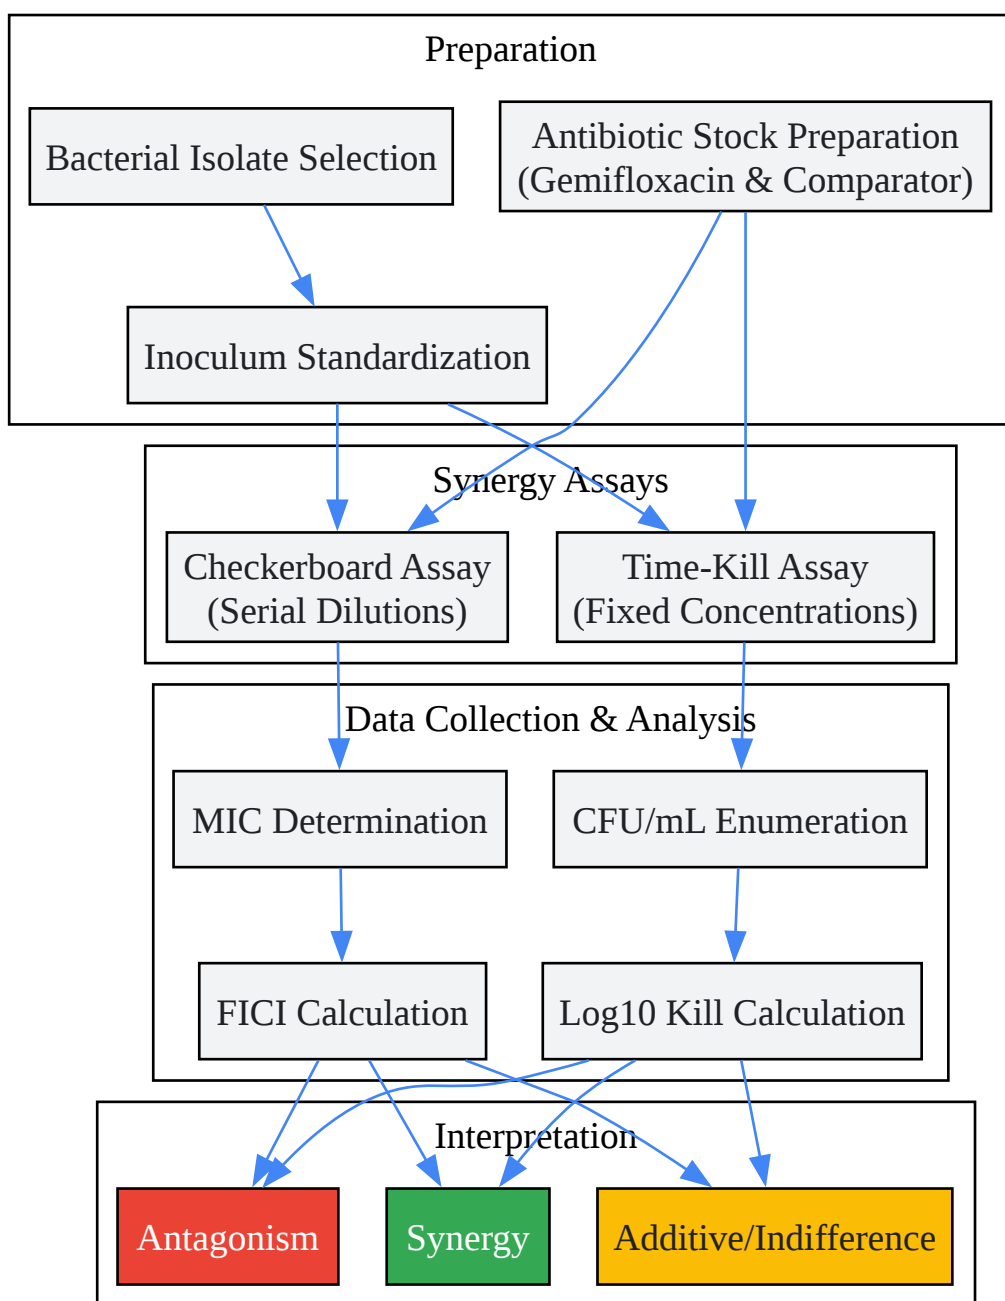 Preparation
Bacterial Isolate Selection
Antibiotic Stock Preparation
(Gemifloxacin & Comparator)
Inoculum Standardization
Synergy Assays
Checkerboard Assay
(Serial Dilutions)
Time-Kill Assay
(Fixed Concentrations)
Data Collection & Analysis
MIC Determination
CFU/mL Enumeration
FICI Calculation
Log10 Kill Calculation
Interpretation
Antagonism
Synergy
Additive/Indifference